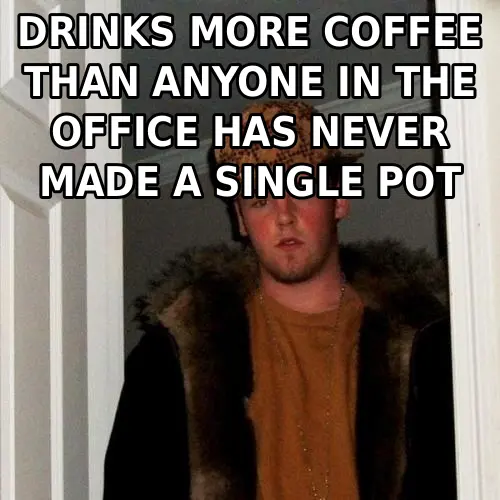 DRINKS MORE COFFEE
THAN ANYONE IN THE
OFFICE HAS NEVER
MADE A SINGLE POT